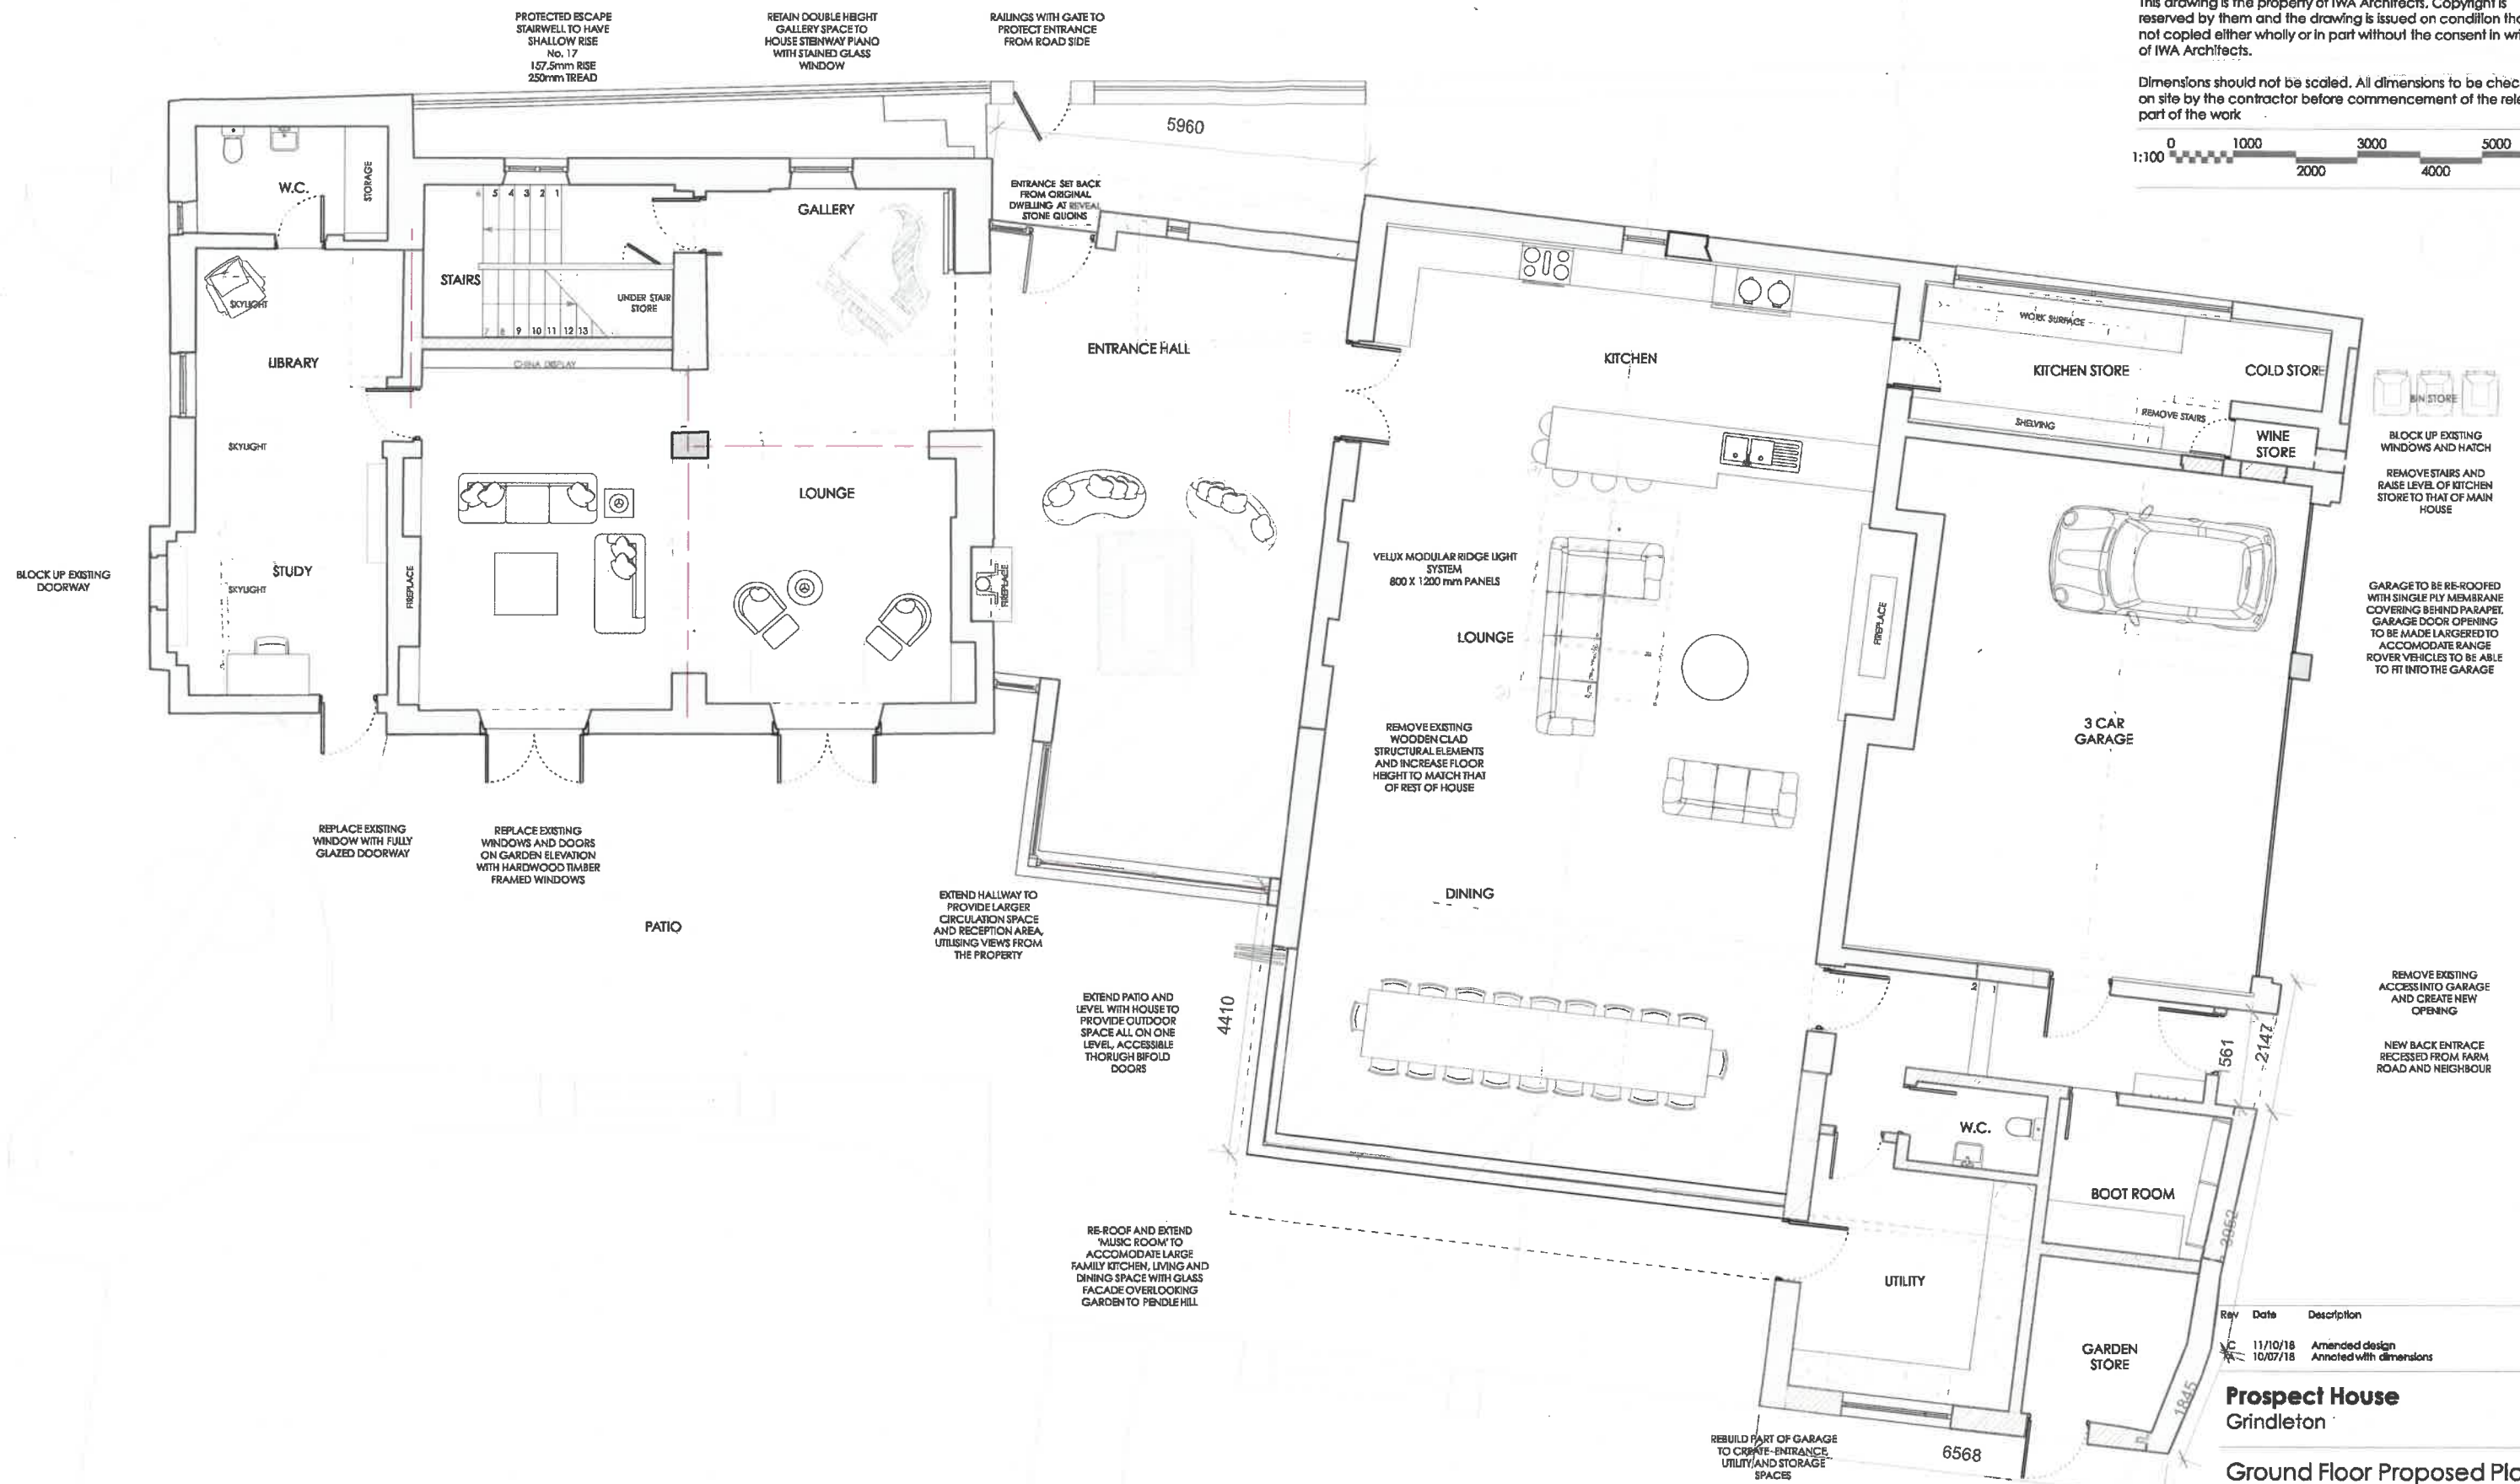 PROTECTED ESCAPE
STAIRWELL TO HAVE
SHALLOW RISE
No. 17
157.5mm RISE
250mm TREAD
RETAIN DOUBLE HEIGHT
GALLERY SPACE TO
HOUSE STEINWAY PIANO
WITH STAINED GLASS
WINDOW
RAILINGS WITH GATE TO
PROTECT ENTRANCE
FROM ROAD SIDE
This drawing is the property of IWA Architects. Copyright is
reserved by them and the drawing is issued on condition
not copied either wholly or in part without the consent in
of IWA Architects.
Dimensions should not be scaled. All dimensions to be
on site by the contractor before commencement of the
part of the work
1:100
0 1000 3000 5000
2000 4000
5960
W.C.
STORAGE
5 4 3 2 1
GALLERY
ENTRANCE SET BACK
FROM ORIGINAL
DWELLING AT REVEAL
STONE QUOINS
STAIRS
UNDER STAIR
STORE
7 8 9 10 11 12 13
SKYLIGHT
LIBRARY
CHINA DISPLAY
ENTRANCE HALL
KITCHEN
WORK SURFACE
KITCHEN STORE
COLD STORE
BIN STORE
REMOVE STAIRS
SHELVING
WINE
STORE
BLOCK UP EXISTING
WINDOWS AND HATCH
REMOVE STAIRS AND
RAISE LEVEL OF KITCHEN
STORE TO THAT OF MAIN
HOUSE
SKYLIGHT
LOUNGE
BLOCK UP EXISTING
DOORWAY
STUDY
SKYLIGHT
FIREPLACE
FIREPLACE
VELUX MODULAR RIDGE LIGHT
SYSTEM
800 X 1200 mm PANELS
LOUNGE
FIREPLACE
GARAGE TO BE RE-ROOFED
WITH SINGLE PLY MEMBRANE
COVERING BEHIND PARAPET.
GARAGE DOOR OPENING
TO BE MADE LARGERED TO
ACCOMODATE RANGE
ROVER VEHICLES TO BE ABLE
TO FIT INTO THE GARAGE
3 CAR
GARAGE
REMOVE EXISTING
WOODEN CLAD
STRUCTURAL ELEMENTS
AND INCREASE FLOOR
HEIGHT TO MATCH THAT
OF REST OF HOUSE
REPLACE EXISTING
WINDOW WITH FULLY
GLAZED DOORWAY
REPLACE EXISTING
WINDOWS AND DOORS
ON GARDEN ELEVATION
WITH HARDWOOD TIMBER
FRAMED WINDOWS
PATIO
EXTEND HALLWAY TO
PROVIDE LARGER
CIRCULATION SPACE
AND RECEPTION AREA,
UTILISING VIEWS FROM
THE PROPERTY
DINING
EXTEND PATIO AND
LEVEL WITH HOUSE TO
PROVIDE OUTDOOR
SPACE ALL ON ONE
LEVEL, ACCESSIBLE
THORUGH BIFOLD
DOORS
4410
2 1
561
2147
REMOVE EXISTING
ACCESS INTO GARAGE
AND CREATE NEW
OPENING
NEW BACK ENTRACE
RECESSED FROM FARM
ROAD AND NEIGHBOUR
W.C.
BOOT ROOM
RE-ROOF AND EXTEND
'MUSIC ROOM' TO
ACCOMODATE LARGE
FAMILY KITCHEN, LIVING AND
DINING SPACE WITH GLASS
FACADE OVERLOOKING
GARDEN TO PENDLE HILL
UTILITY
GARDEN
STORE
1845
REBUILD PART OF GARAGE
TO CREATE ENTRANCE,
UTILITY AND STORAGE
SPACES
6568
Rev Date Description
C 11/10/18 Amended design
10/07/18 Annoted with dimensions
Prospect House
Grindleton
Ground Floor Proposed